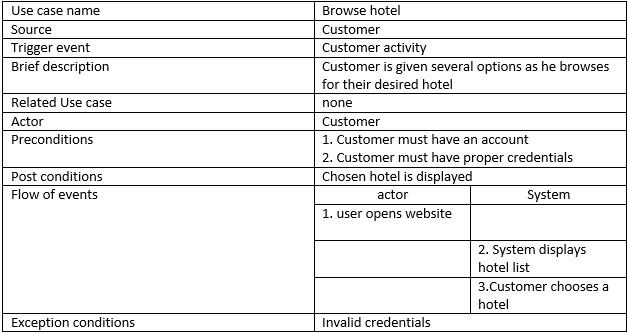 Use case name Browse hotel
Source Customer
Trigger event Customer activity
Brief description Customer is given several options as he browses
for their desired hotel
Related Use case none
Actor Customer
Preconditions 1. Customer must have an account
2. Customer must have proper credentials
Post conditions Chosen hotel is displayed
Flow of events actor System
1. user opens website
2. System displays
hotel list
3.Customer chooses a
hotel
Exception conditions Invalid credentials